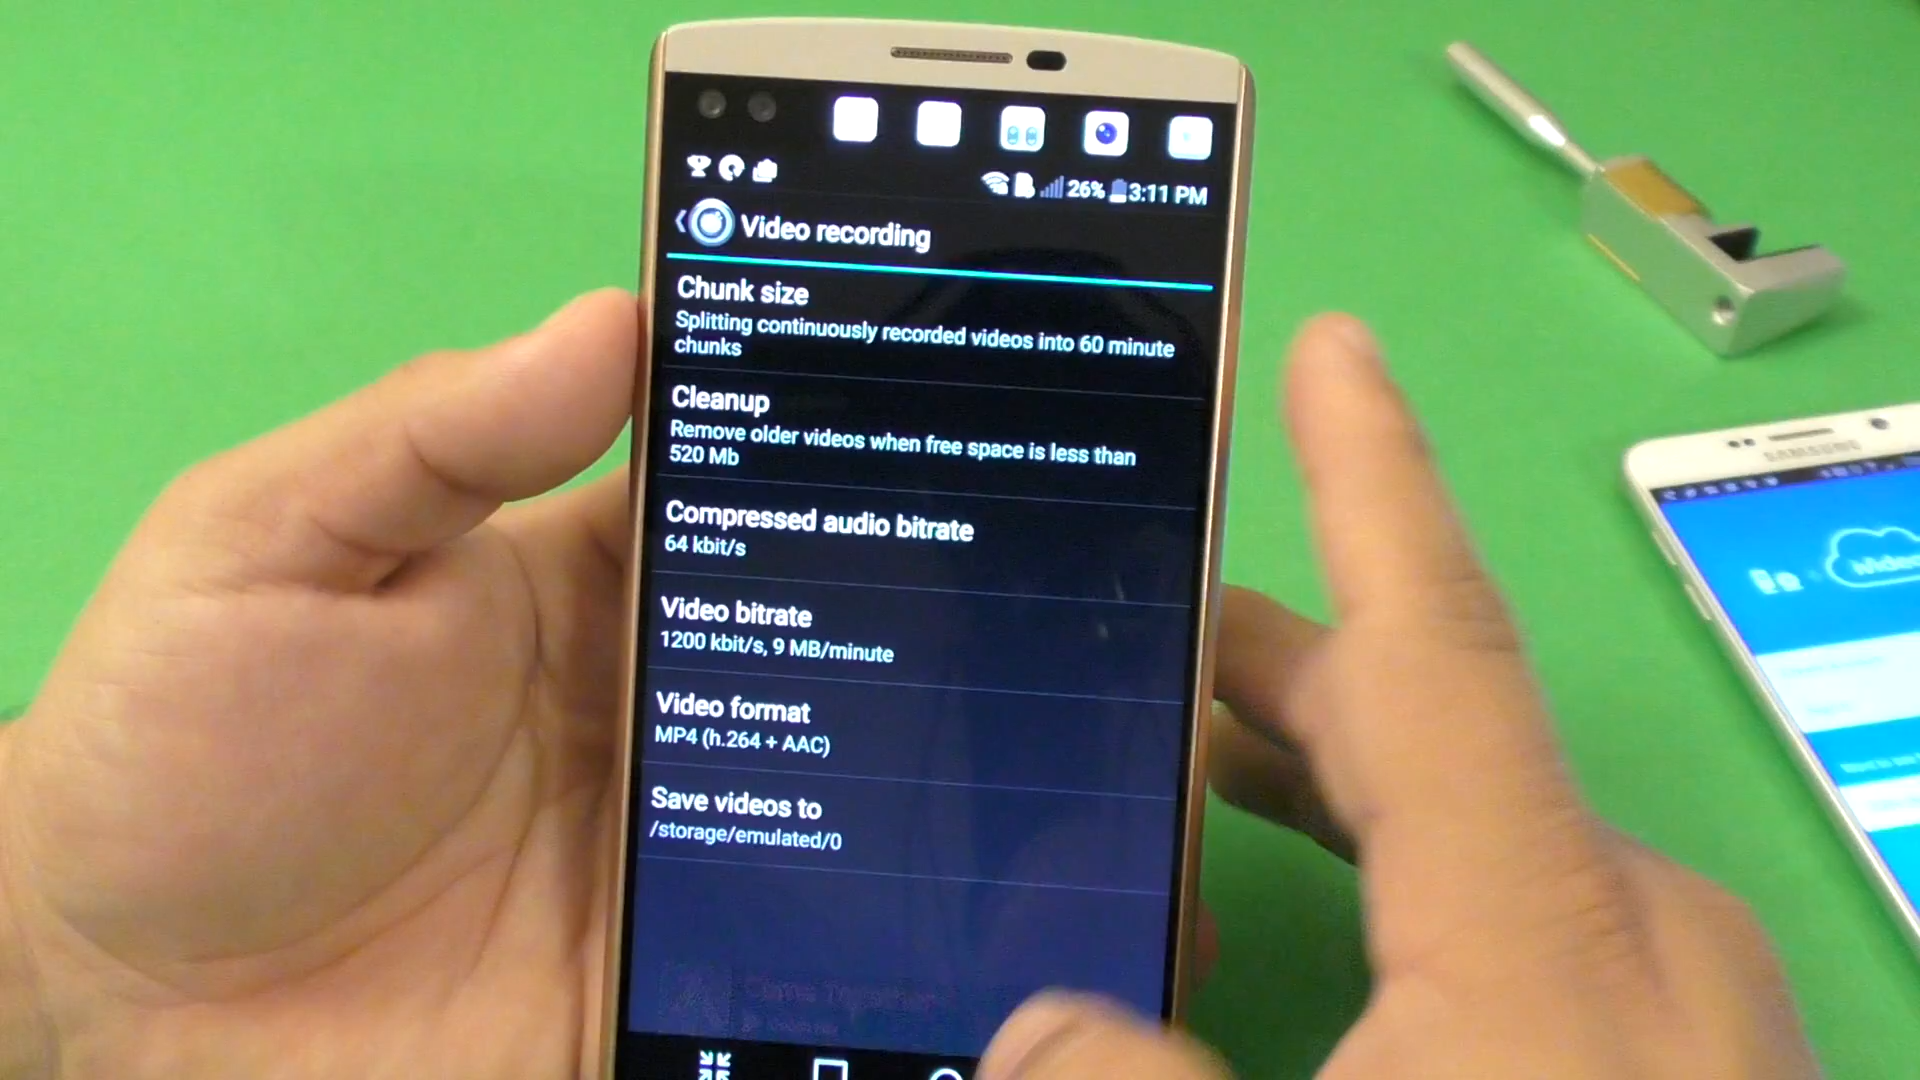 26% 3:11 PM
Video recording
Chunk size
Splitting continuously recorded videos into 60 minute
chunks
Cleanup
Remove older videos when free space is less than
520 Mb
Compressed audio bitrate
64 kbit/s
Video bitrate
1200 kbit/s, 9 MB/minute
Video format
MP4 (h.264 + AAC)
Save videos to
/storage/emulated/0
SAMSUNG